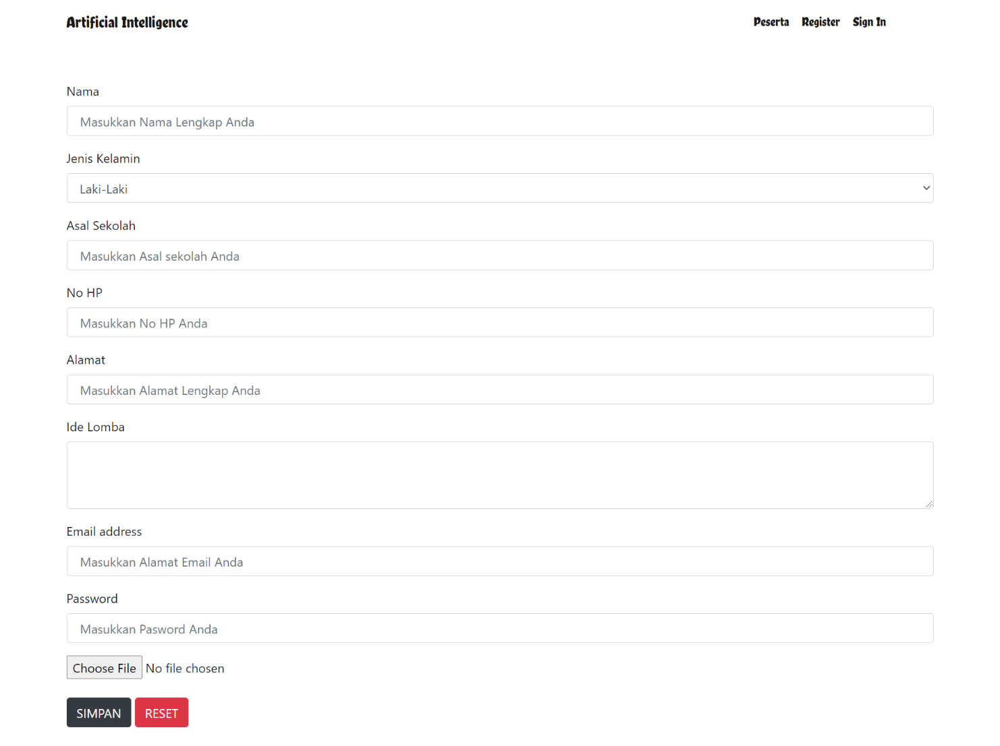 Artificial Intelligence
Peserta Register Sign In
Nama
Masukkan Nama Lengkap Anda
Jenis Kelamin
Laki-Laki
Asal Sekolah
Masukkan Asal sekolah Anda
No HP
Masukkan No HP Anda
Alamat
Masukkan Alamat Lengkap Anda
Ide Lomba
Email address
Masukkan Alamat Email Anda
Password
Masukkan Pasword Anda
Choose File No file chosen
SIMPAN RESET